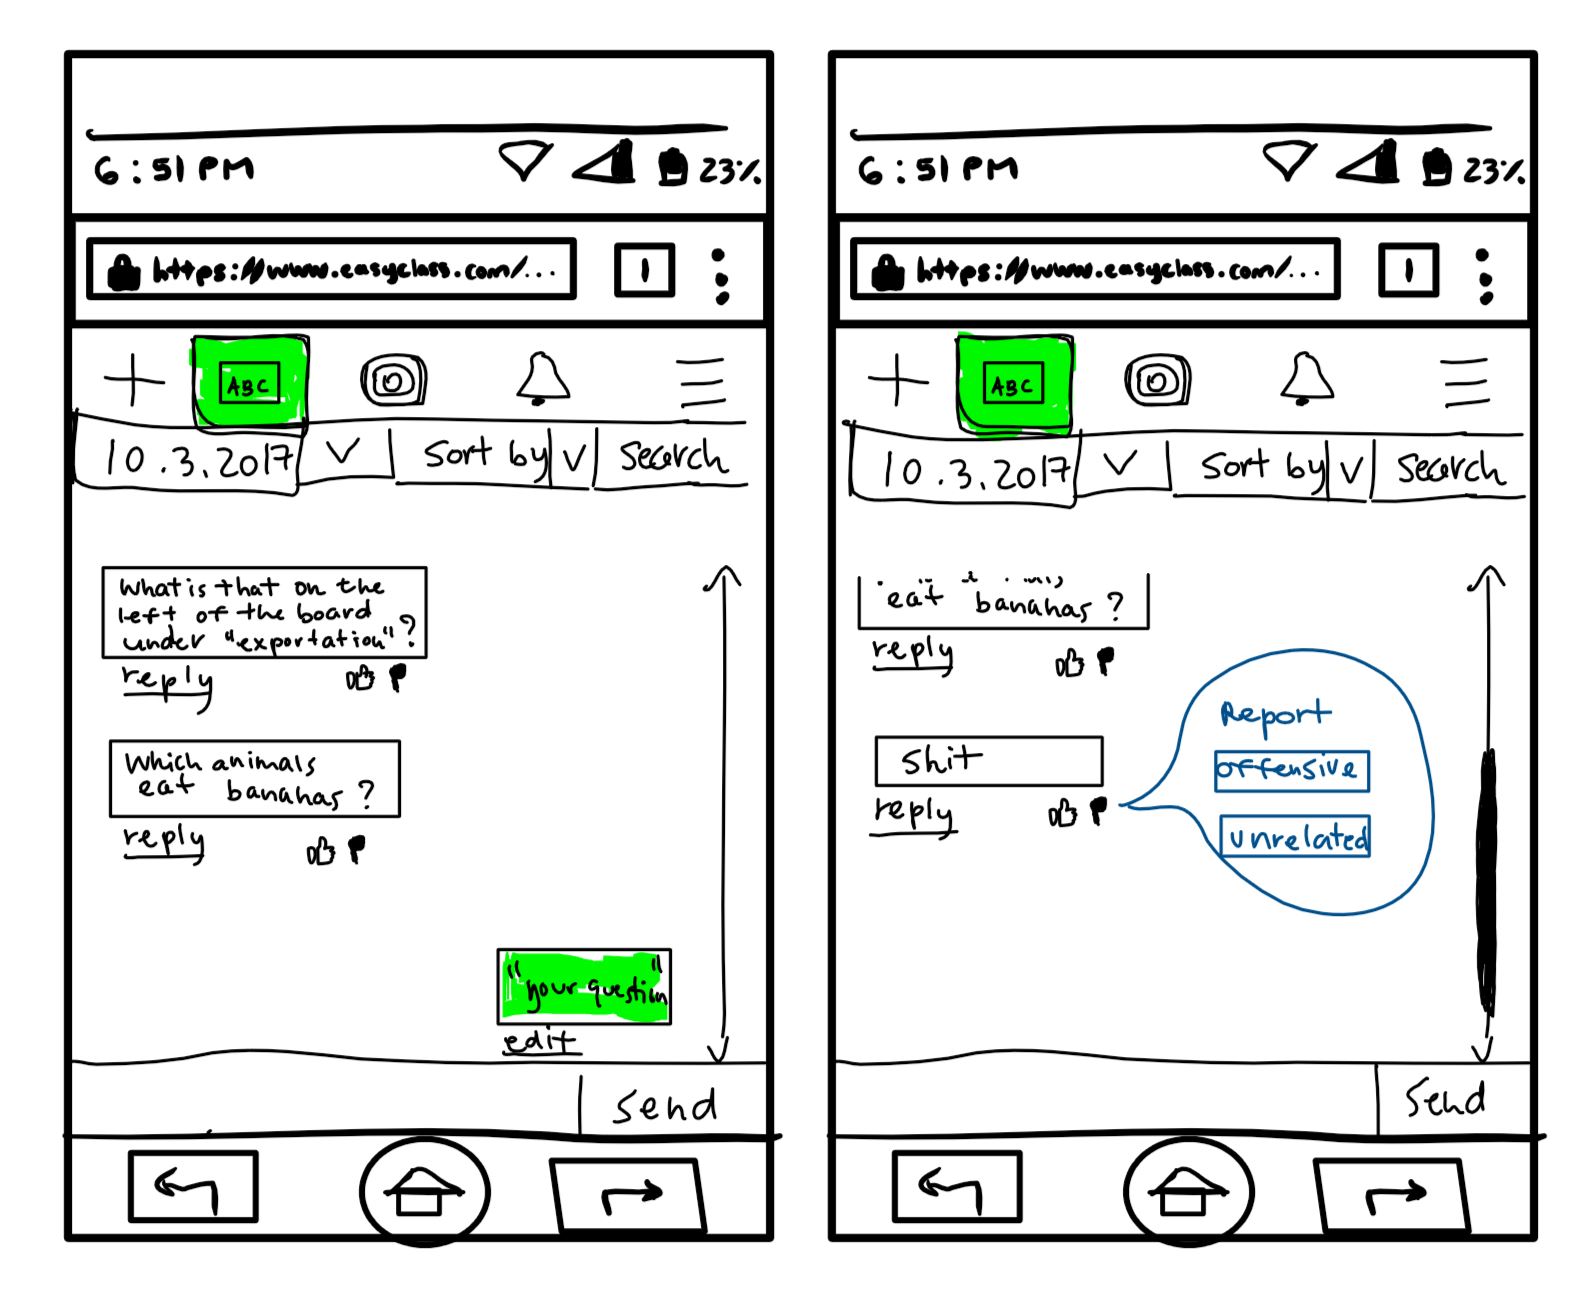 6:51 PM 23%
https://www.easyclass.com/... 1
ABC
10.3.2017 V Sort by V Search
What is that on the
left of the board
under "exportation"?
reply
Which animals
eat bananas?
reply
"your question"
edit
Send
6:51 PM 23%
https://www.easyclass.com/... 1
ABC
10.3.2017 V Sort by V Search
eat bananas?
reply
shit
reply
Report
offensive
unrelated
Send